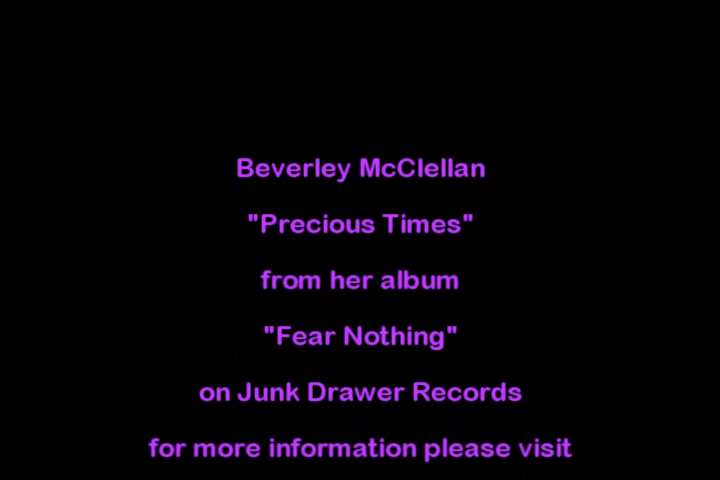 Beverley McClellan
"Precious Times"
from her album
"Fear Nothing"
on Junk Drawer Records
for more information please visit